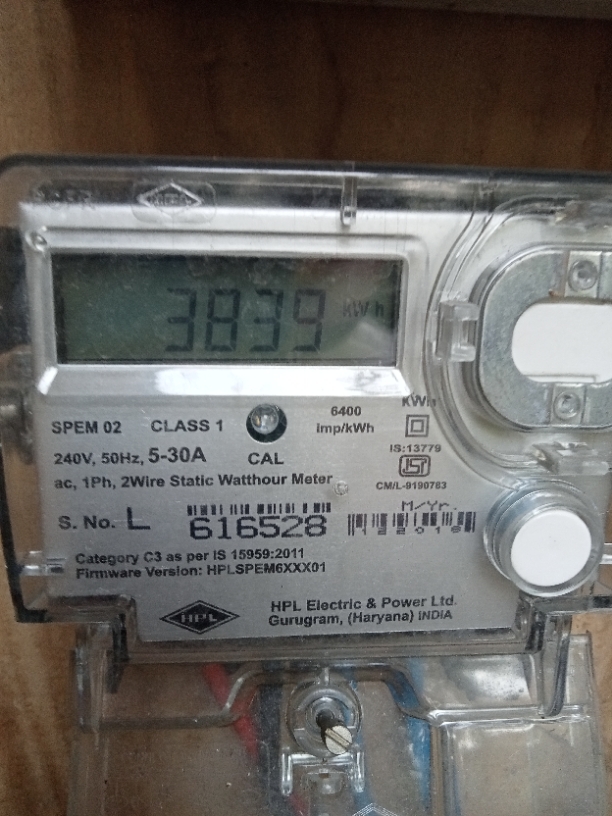 3839 kWh
SPEM 02 CLASS 1
6400
imp/kWh
KWh
240V, 50Hz, 5-30A CAL
IS:13779
ac, 1Ph, 2Wire Static Watthour Meter
CM/L-9190763
S. No. L 616528
M/Yr.
Category C3 as per IS 15959:2011
Firmware Version: HPLSPEM6XXX01
HPL
HPL Electric & Power Ltd.
Gurugram, (Haryana) INDIA